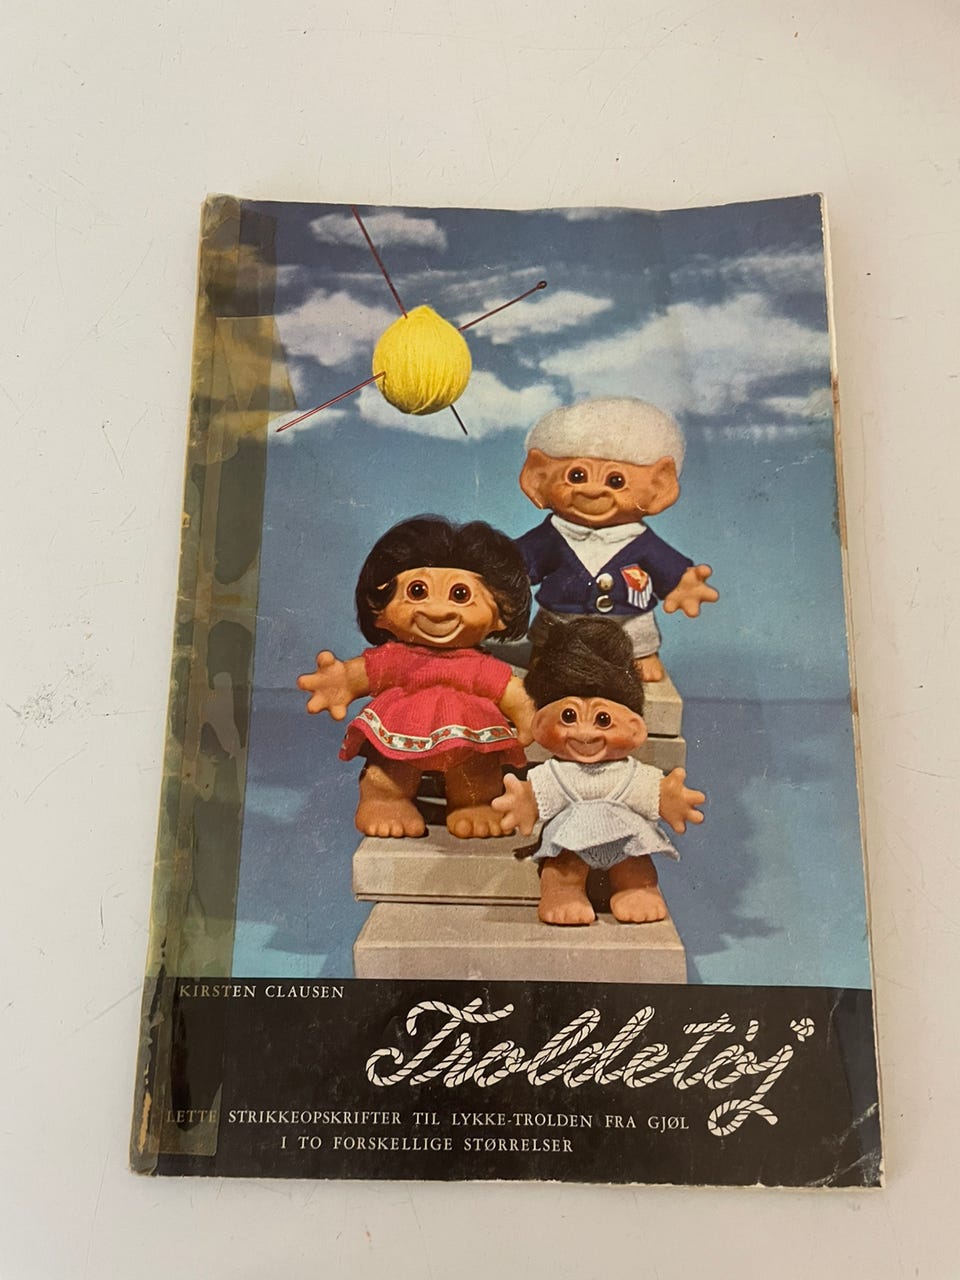 KIRSTEN CLAUSEN
Troldetøj
LETTE STRIKKEOPSKRIFTER TIL LYKKE-TROLDEN FRA GJØL
I TO FORSKELLIGE STØRRELSER